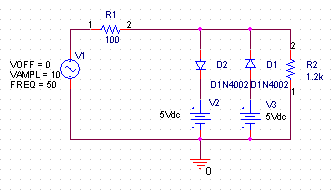 R1
1 2
100
2
V1
VOFF = 0
VAMPL = 10
FREQ = 50
D2 D1
R2
1.2k
D1N4002 D1N4002
1
V2 V3
5Vdc 5Vdc
0